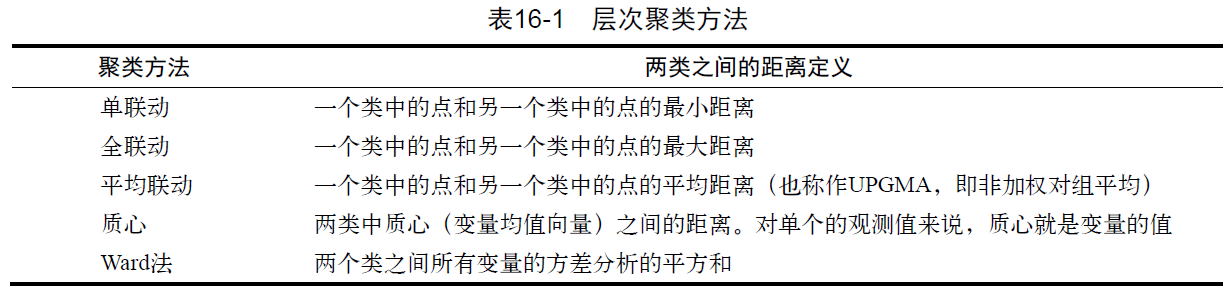 表16-1 层次聚类方法
聚类方法 两类之间的距离定义
单联动 一个类中的点和另一个类中的点的最小距离
全联动 一个类中的点和另一个类中的点的最大距离
平均联动 一个类中的点和另一个类中的点的平均距离（也称作UPGMA，即非加权对组平均）
质心 两类中质心（变量均值向量）之间的距离。对单个的观测值来说，质心就是变量的值
Ward法 两个类之间所有变量的方差分析的平方和